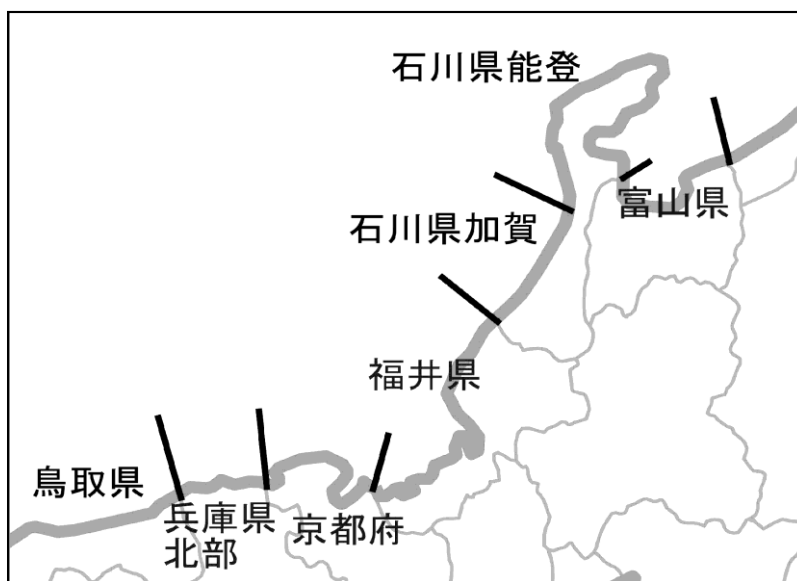 石川県能登
富山県
石川県加賀
福井県
鳥取県
兵庫県
北部
京都府